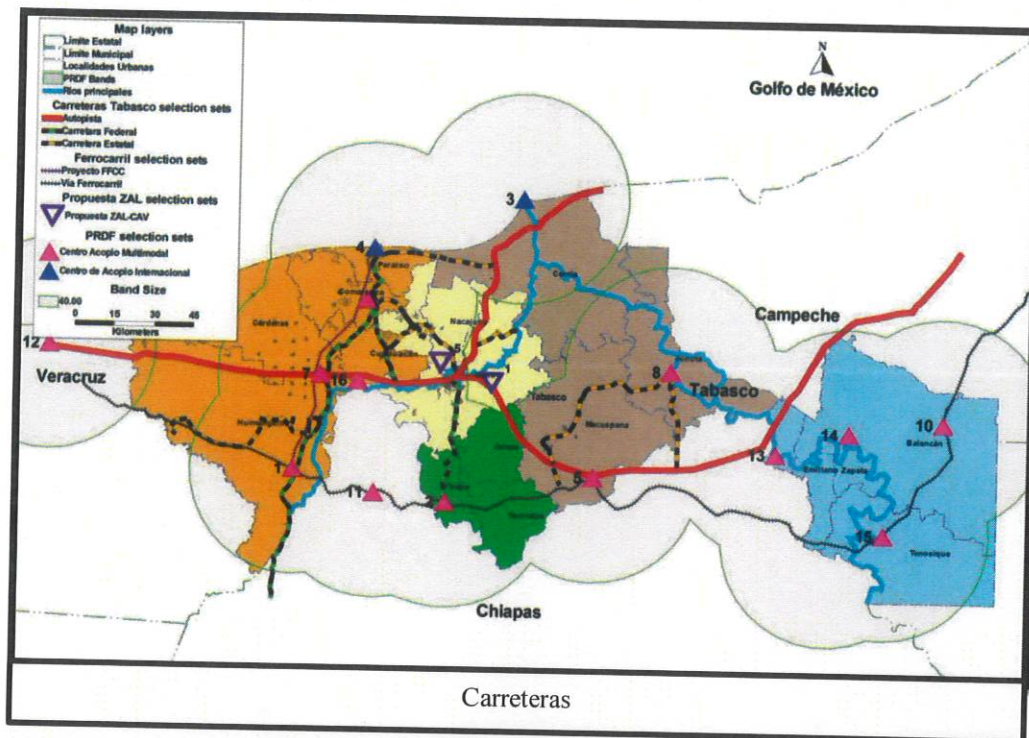 Map layers
Limite Estatal
Limite Municipal
Localidades Urbanas
PRDF Bands
Rios principales
Carreteras Tabasco selection sets
Autopista
Carretera Federal
Carretera Estatal
Ferrocarril selection sets
Proyecto FFCC
Via Ferrocarril
Propuesta ZAL selection sets
Propuesta ZAL-CAV
PRDF selection sets
Centro Acopio Multimodal
Centro de Acopio Internacional
Band Size
40.00
0 15 30 45
Kilometers
N
Golfo de México
3
4
Paraiso
Centla
Campeche
Cárdenas
Nacajuca
12
5
Veracruz
7
16
1
8
Tabasco
Tabasco
Macuspana
14
10
Balancán
13
Emiliano Zapata
1
11
2
6
15
Tenosique
Chiapas
Carreteras